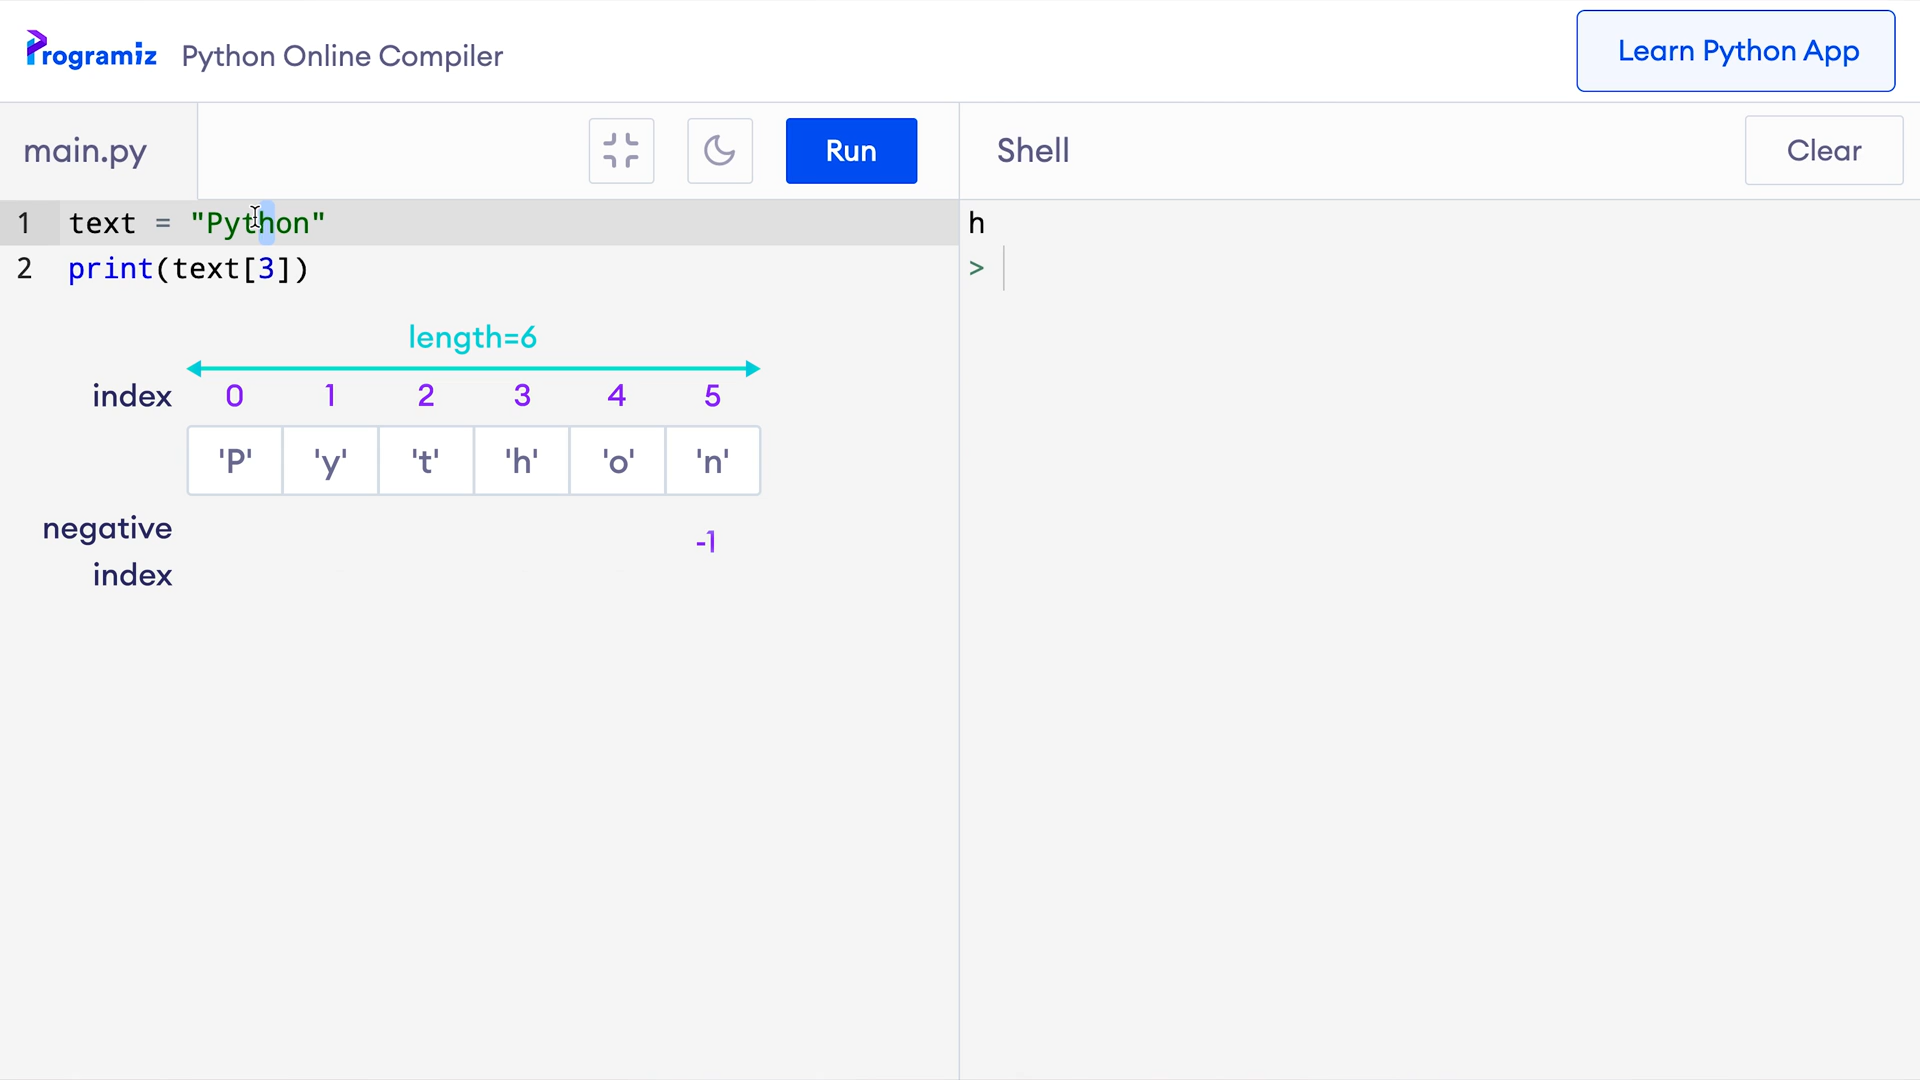 Programiz Python Online Compiler Learn Python App
main.py Run Shell Clear
1 text = "Python"
2 print(text[3])
h
>
length=6
index 0 1 2 3 4 5
'P' 'y' 't' 'h' 'o' 'n'
negative
index
-1